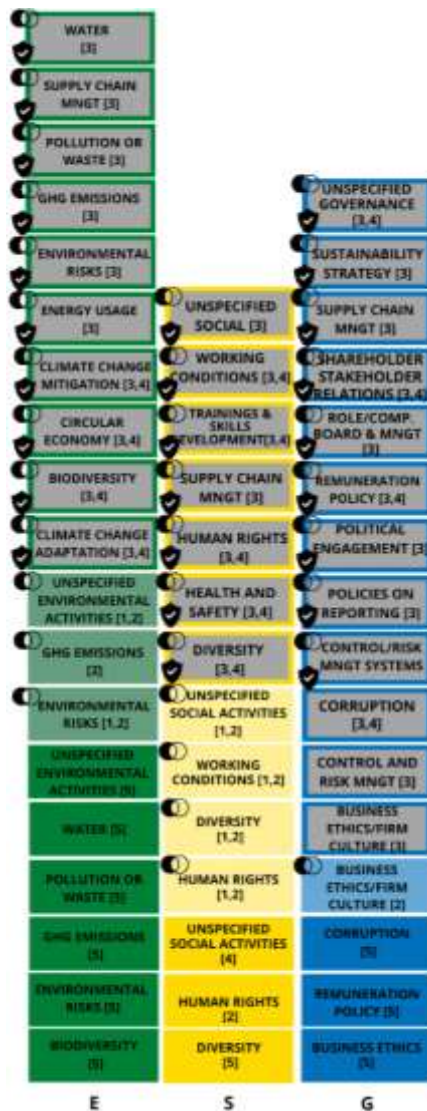 WATER
[3]
SUPPLY CHAIN
MNGT [3]
POLLUTION OR
WASTE [3]
GHG EMISSIONS
[3]
ENVIRONMENTAL
RISKS [3]
ENERGY USAGE
[3]
CLIMATE CHANGE
MITIGATION [3,4]
CIRCULAR
ECONOMY [3,4]
BIODIVERSITY
[3,4]
CLIMATE CHANGE
ADAPTATION [3,4]
UNSPECIFIED
ENVIRONMENTAL
ACTIVITIES [1,2]
GHG EMISSIONS
[2]
ENVIRONMENTAL
RISKS [1,2]
UNSPECIFIED
ENVIRONMENTAL
ACTIVITIES [5]
WATER [5]
POLLUTION OR
WASTE [5]
GHG EMISSIONS
[5]
ENVIRONMENTAL
RISKS [5]
BIODIVERSITY
[5]
E
UNSPECIFIED
SOCIAL [3]
WORKING
CONDITIONS [3,4]
TRAININGS &
SKILLS
DEVELOPMENT[3,4]
SUPPLY CHAIN
MNGT [3]
HUMAN RIGHTS
[3,4]
HEALTH AND
SAFETY [3,4]
DIVERSITY
[3,4]
UNSPECIFIED
SOCIAL ACTIVITIES
[1,2]
WORKING
CONDITIONS [1,2]
DIVERSITY
[1,2]
HUMAN RIGHTS
[1,2]
UNSPECIFIED
SOCIAL ACTIVITIES
[4]
HUMAN RIGHTS
[2]
DIVERSITY
[5]
S
UNSPECIFIED
GOVERNANCE
[3,4]
SUSTAINABILITY
STRATEGY [3]
SUPPLY CHAIN
MNGT [3]
SHAREHOLDER
STAKEHOLDER
RELATIONS [3,4]
ROLE/COMP.
BOARD & MNGT
[3]
REMUNERATION
POLICY [3,4]
POLITICAL
ENGAGEMENT [3]
POLICIES ON
REPORTING [3]
CONTROL/RISK
MNGT SYSTEMS
CORRUPTION
[3,4]
CONTROL AND
RISK MNGT [3]
BUSINESS
ETHICS/FIRM
CULTURE [3]
BUSINESS
ETHICS/FIRM
CULTURE [2]
CORRUPTION
[5]
REMUNERATION
POLICY [5]
BUSINESS ETHICS
[5]
G